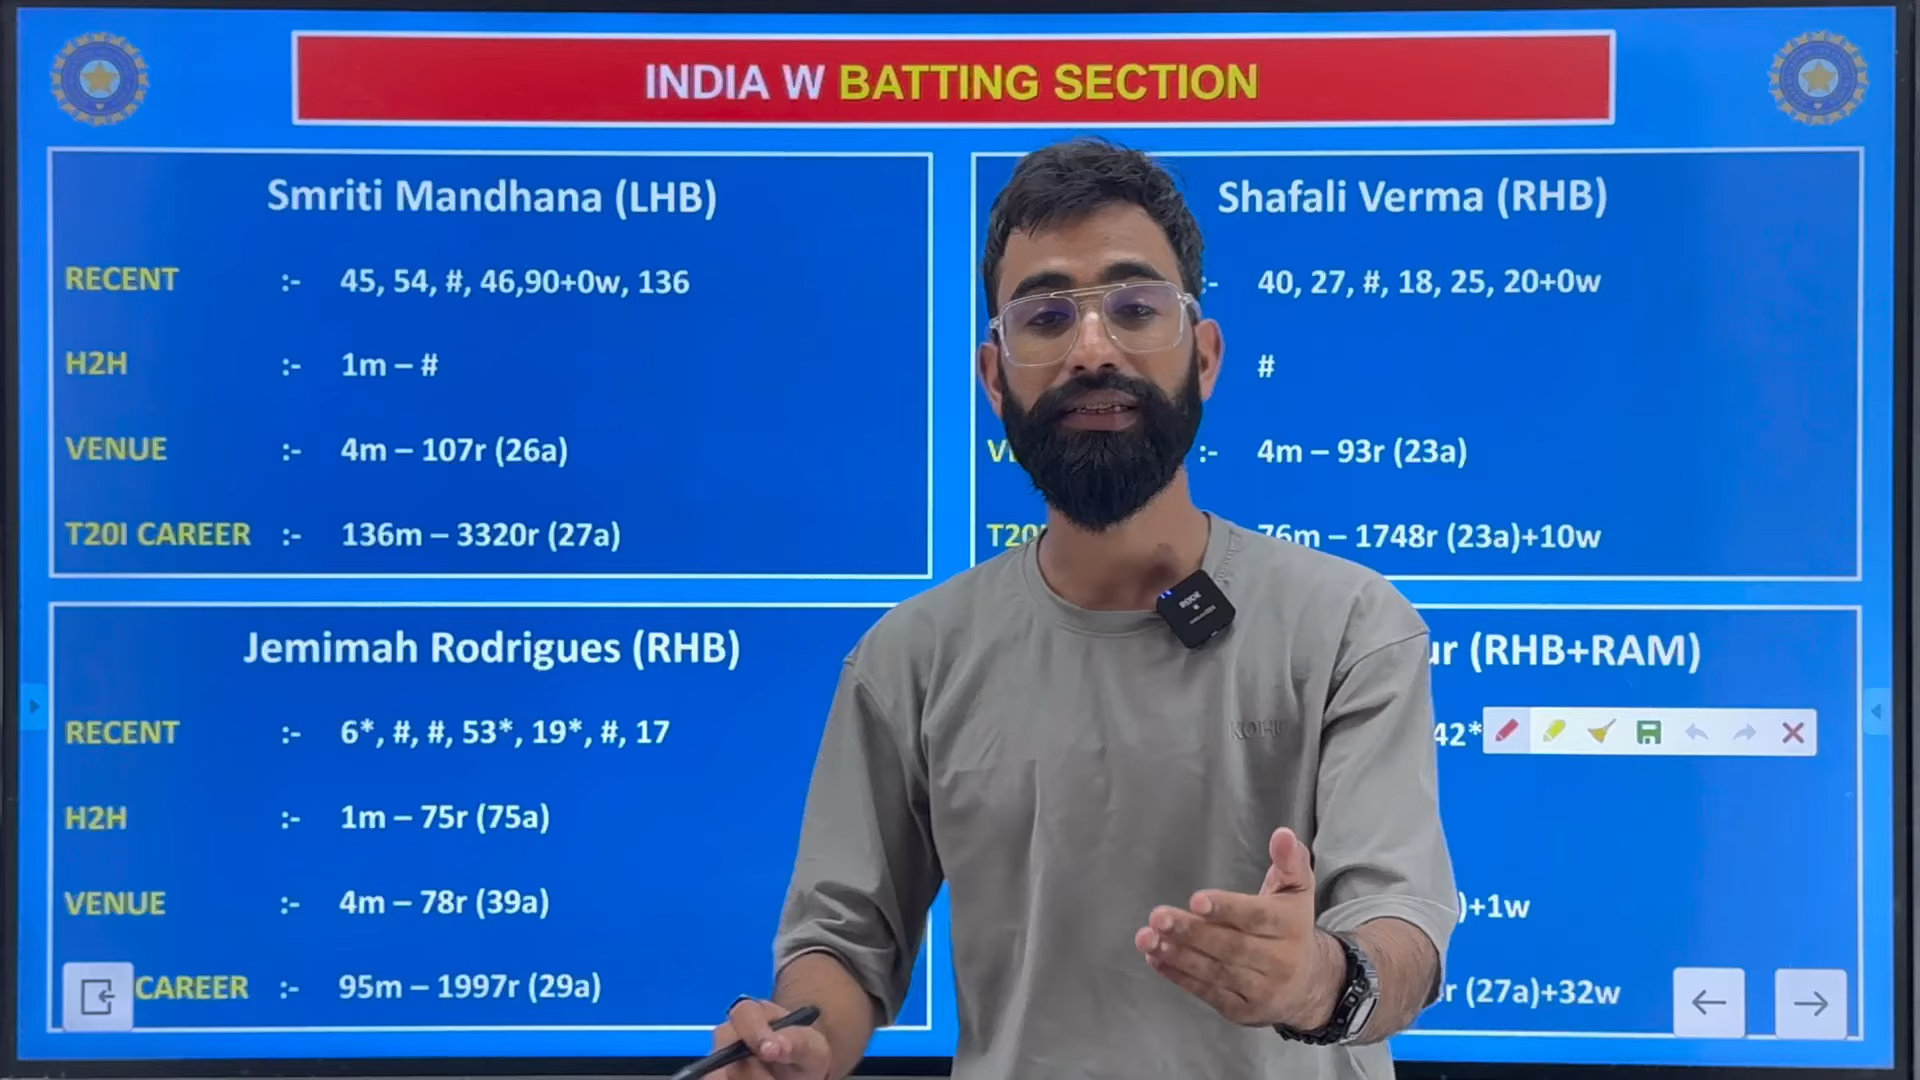 INDIA W BATTING SECTION
Smriti Mandhana (LHB)
RECENT :- 45, 54, #, 46,90+0w, 136
H2H :- 1m – #
VENUE :- 4m – 107r (26a)
T20I CAREER :- 136m – 3320r (27a)
Shafali Verma (RHB)
:- 40, 27, #, 18, 25, 20+0w
#
:- 4m – 93r (23a)
T20 76m – 1748r (23a)+10w
Jemimah Rodrigues (RHB)
RECENT :- 6*, #, #, 53*, 19*, #, 17
H2H :- 1m – 75r (75a)
VENUE :- 4m – 78r (39a)
CAREER :- 95m – 1997r (29a)
ur (RHB+RAM)
42*
)+1w
r (27a)+32w
RODE